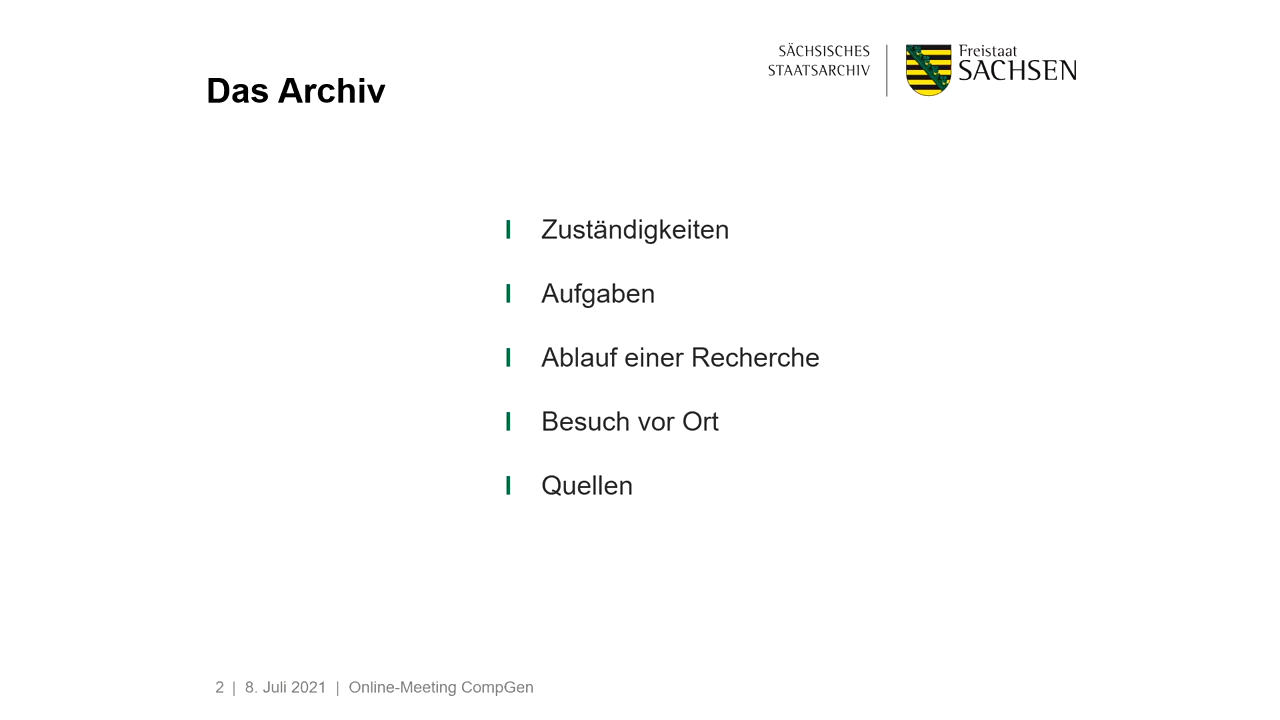 SÄCHSISCHES
STAATSARCHIV
Freistaat
SACHSEN
Das Archiv
Zuständigkeiten
Aufgaben
Ablauf einer Recherche
Besuch vor Ort
Quellen
2 | 8. Juli 2021 | Online-Meeting CompGen